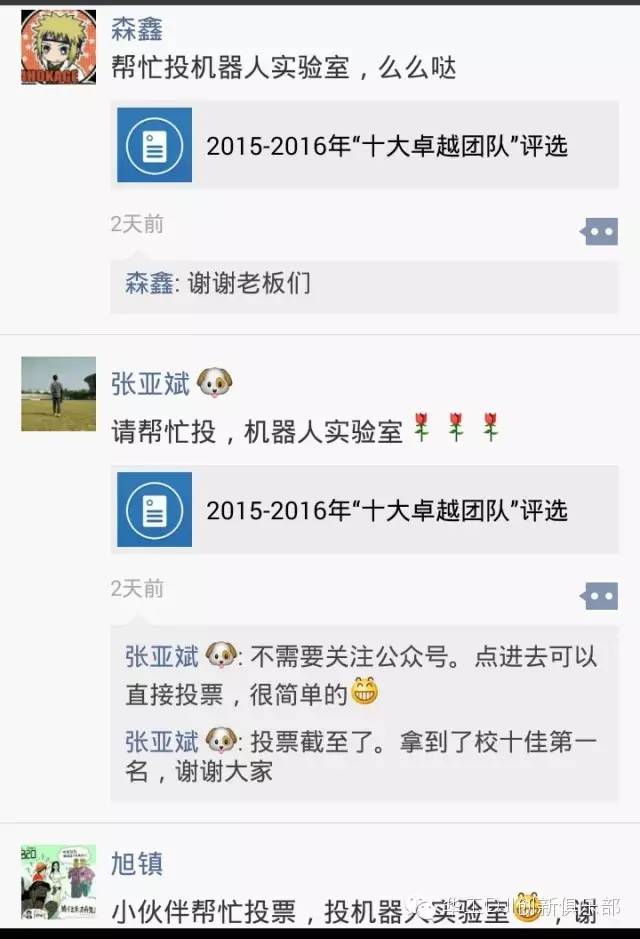 森鑫
帮忙投机器人实验室，么么哒
2015-2016年“十大卓越团队”评选
2天前
森鑫: 谢谢老板们
张亚斌
请帮忙投，机器人实验室
2015-2016年“十大卓越团队”评选
2天前
张亚斌: 不需要关注公众号。点进去可以
直接投票，很简单的
张亚斌: 投票截至了。拿到了校十佳第一
名，谢谢大家
旭镇
小伙伴帮忙投票，投机器人实验室，谢
创新俱乐部